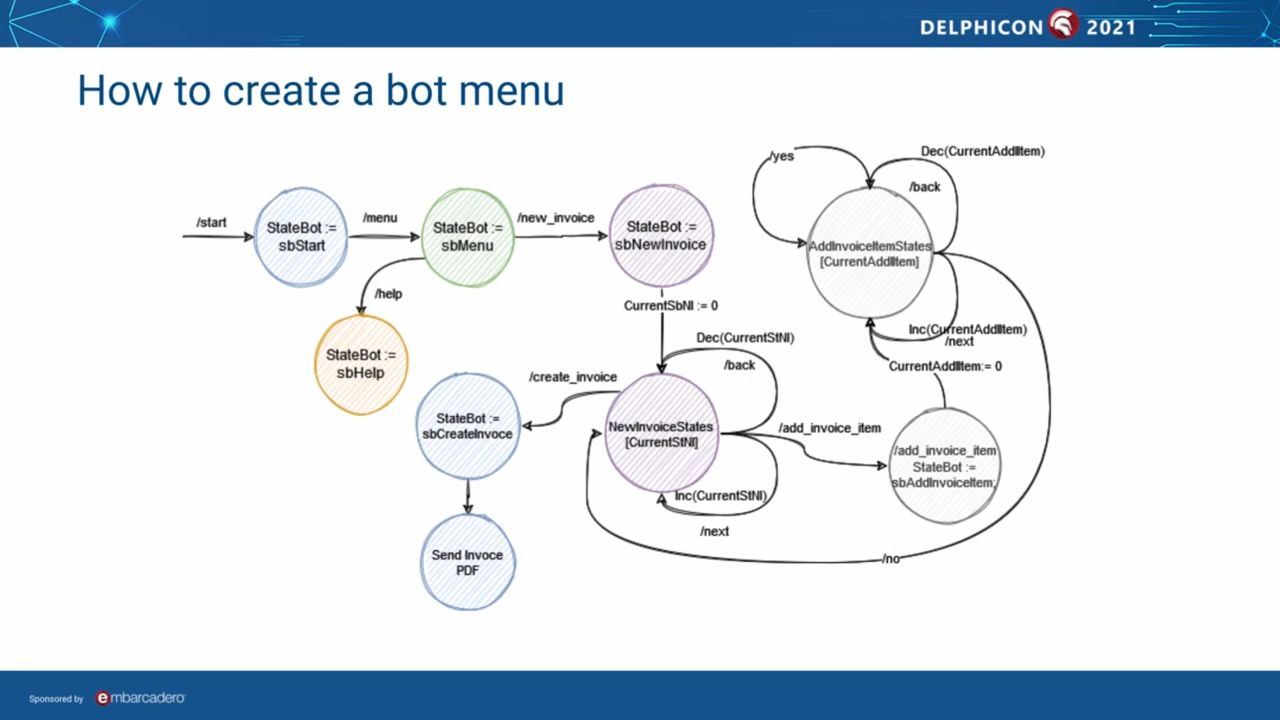 DELPHICON 2021
How to create a bot menu
/start
StateBot :=
sbStart
/menu
StateBot :=
sbMenu
/new_invoice
StateBot :=
sbNewInvoice
/help
StateBot :=
sbHelp
CurrentSbNI := 0
Dec(CurrentStNI)
/back
NewInvoiceStates
[CurrentStNI]
Inc(CurrentStNI)
/next
/create_invoice
StateBot :=
sbCreateInvoce
Send Invoce
PDF
/add_invoice_item
/add_invoice_item
StateBot :=
sbAddInvoiceItem;
CurrentAddItem:= 0
AddInvoiceItemStates
[CurrentAddItem]
/yes
Dec(CurrentAddItem)
/back
Inc(CurrentAddItem)
/next
/no
Sponsored by
embarcadero